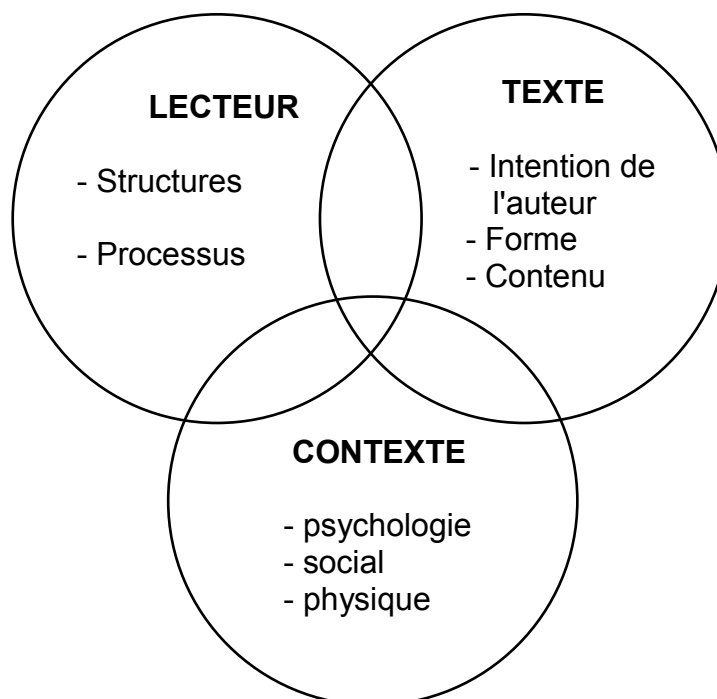 LECTEUR
- Structures
- Processus
TEXTE
- Intention de
l'auteur
- Forme
- Contenu
CONTEXTE
- psychologie
- social
- physique